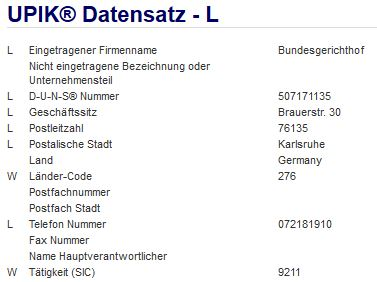 UPIK® Datensatz - L
L Eingetragener Firmenname Bundesgerichthof
Nicht eingetragene Bezeichnung oder
Unternehmensteil
L D-U-N-S® Nummer 507171135
L Geschäftssitz Brauerstr. 30
L Postleitzahl 76135
L Postalische Stadt Karlsruhe
Land Germany
W Länder-Code 276
Postfachnummer
Postfach Stadt
L Telefon Nummer 072181910
Fax Nummer
Name Hauptverantwortlicher
W Tätigkeit (SIC) 9211